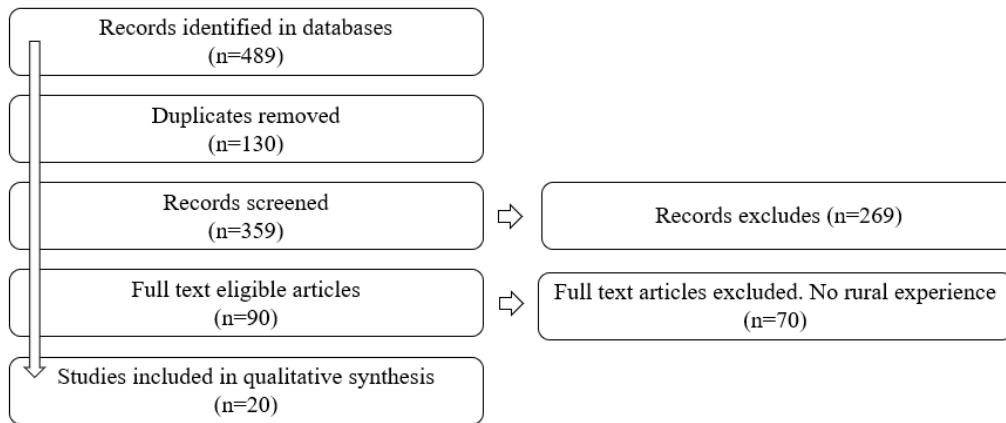 Records identified in databases
(n=489)
Duplicates removed
(n=130)
Records screened
(n=359)
Records excludes (n=269)
Full text eligible articles
(n=90)
Full text articles excluded. No rural experience
(n=70)
Studies included in qualitative synthesis
(n=20)